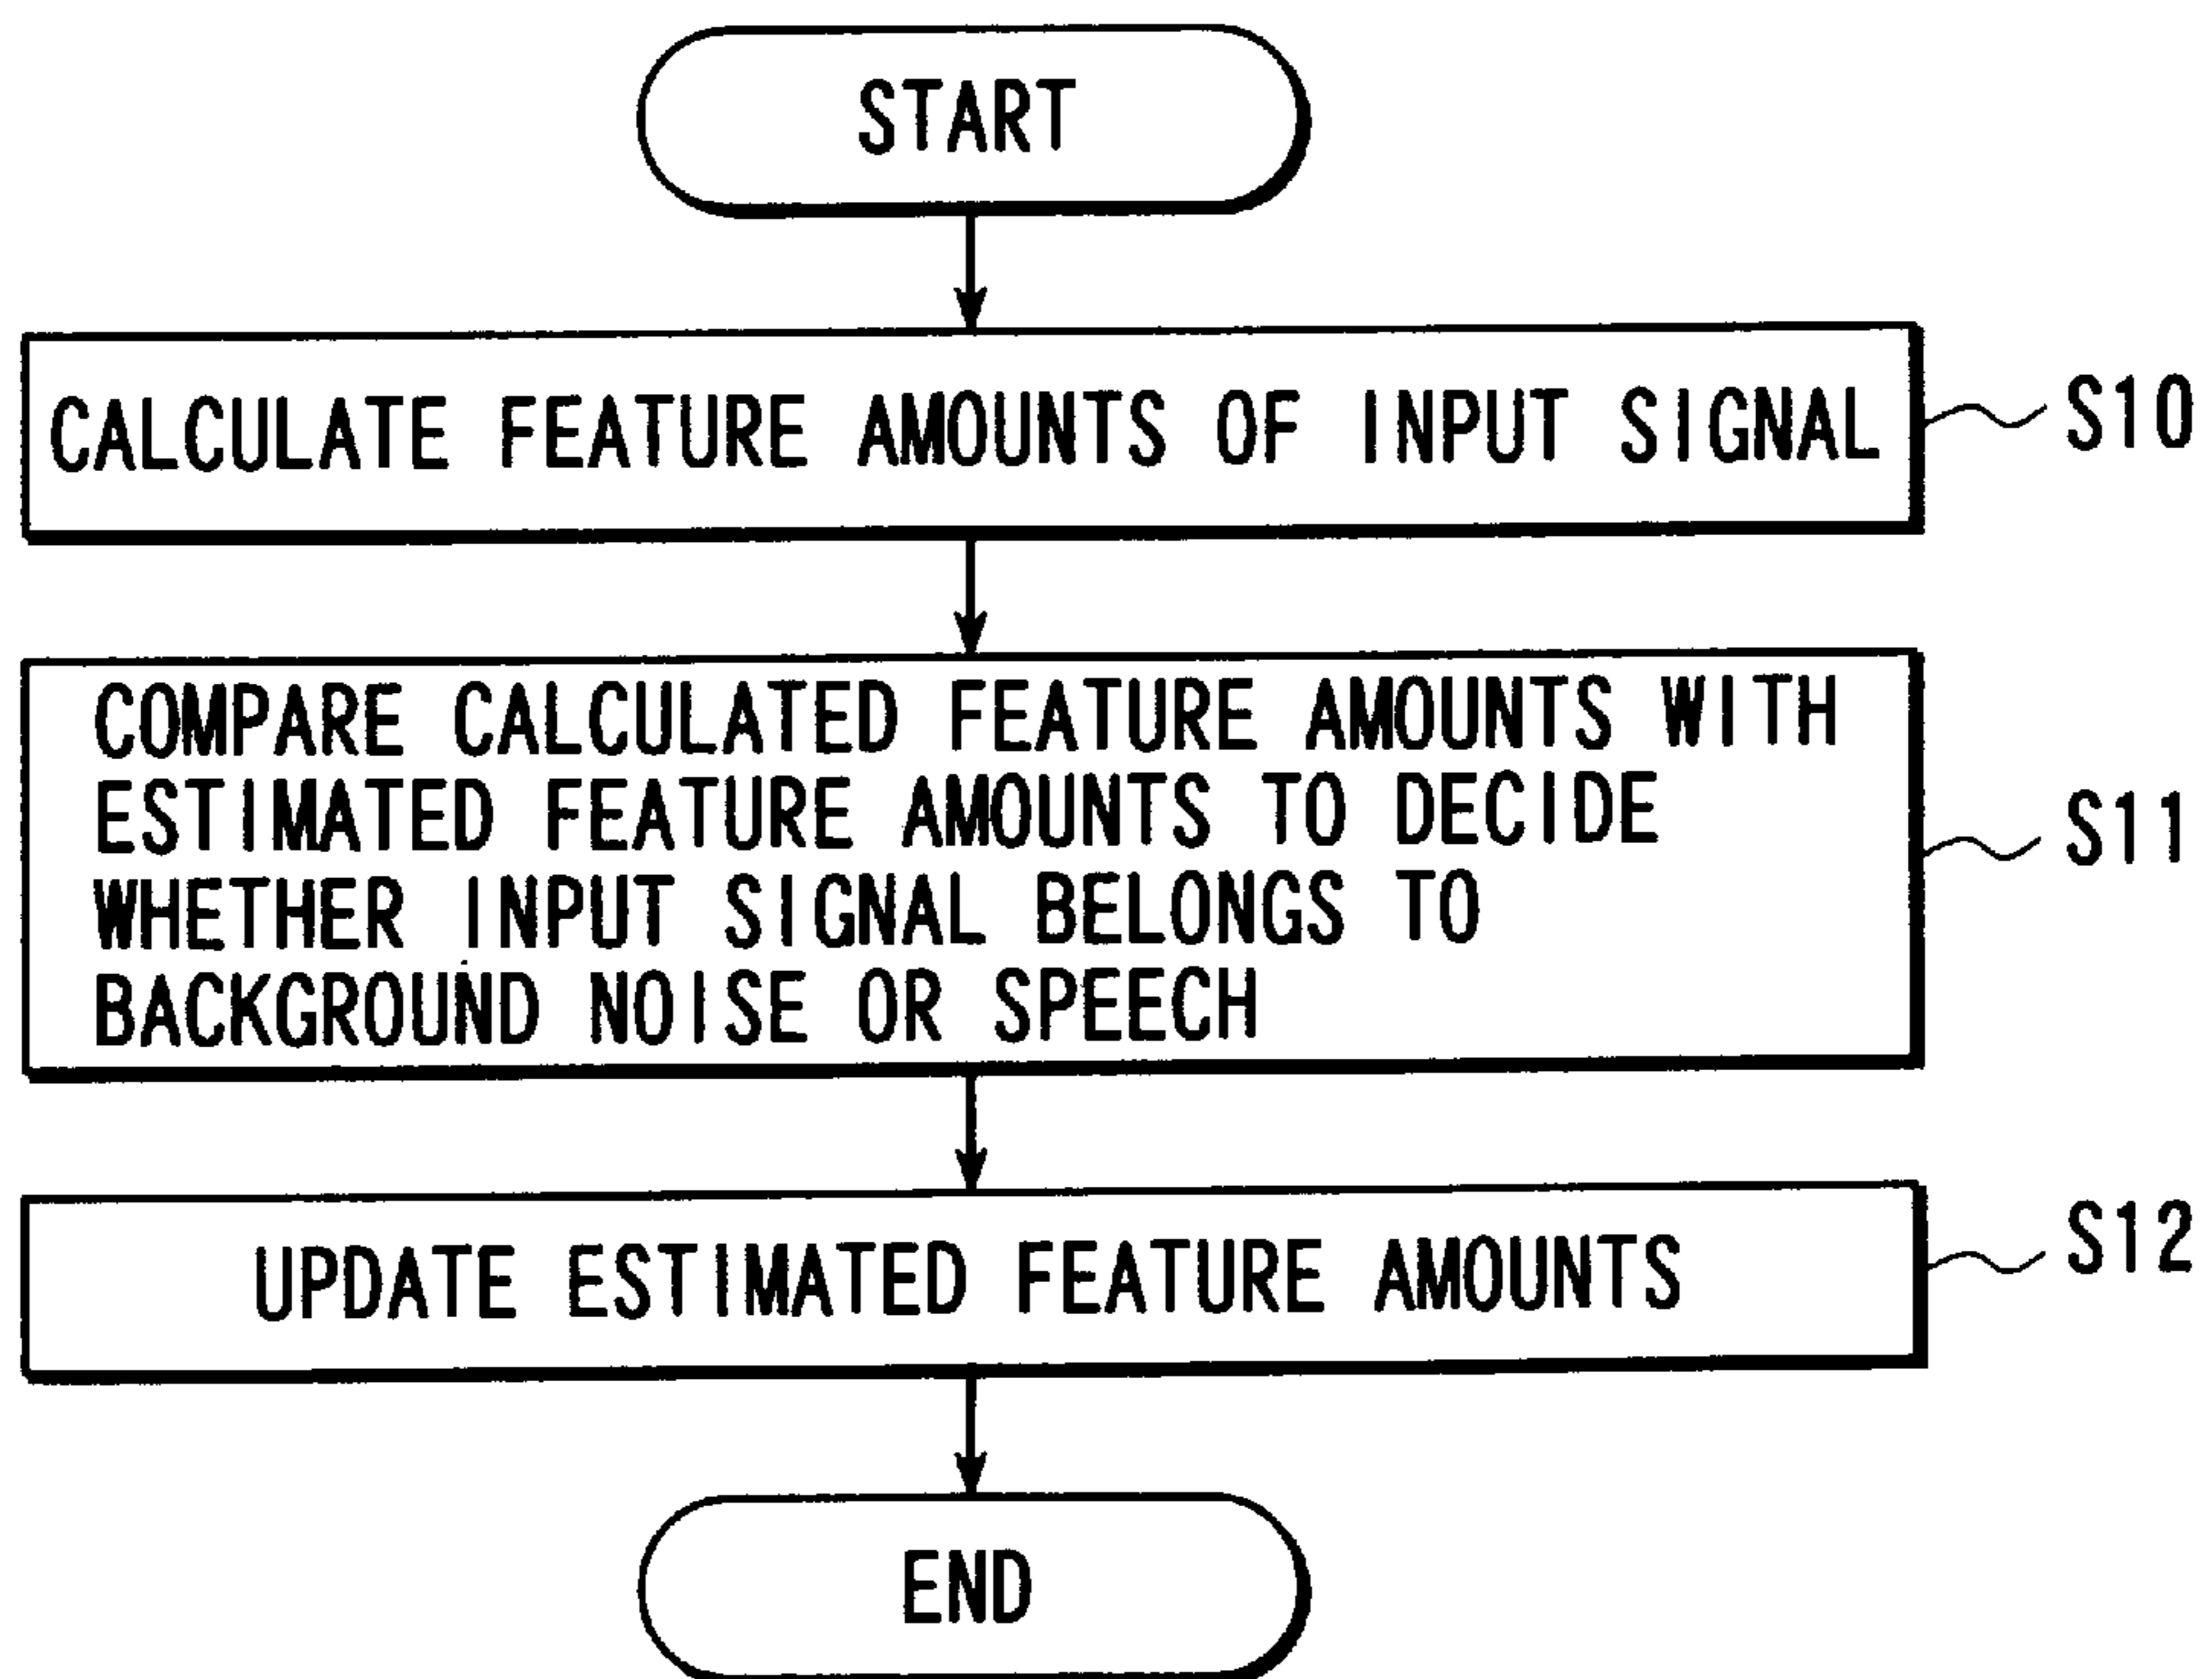 START
CALCULATE FEATURE AMOUNTS OF INPUT SIGNAL
S10
COMPARE CALCULATED FEATURE AMOUNTS WITH
ESTIMATED FEATURE AMOUNTS TO DECIDE
WHETHER INPUT SIGNAL BELONGS TO
BACKGROUND NOISE OR SPEECH
S11
UPDATE ESTIMATED FEATURE AMOUNTS
S12
END